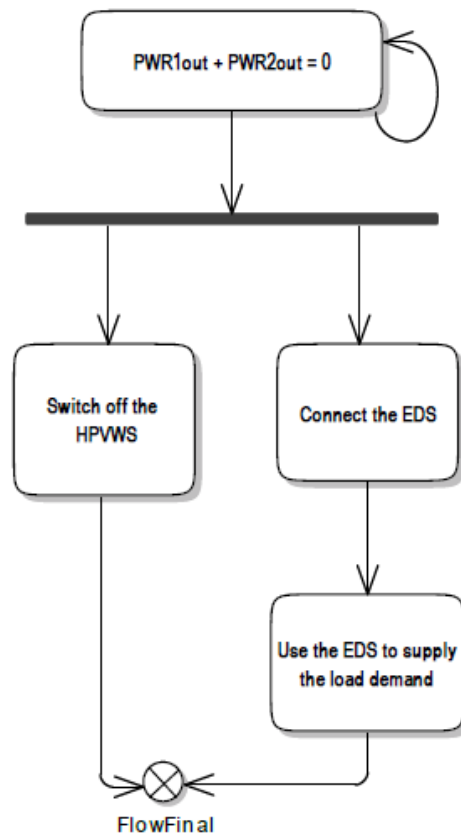 PWR1out + PWR2out = 0
Switch off the
HPVWS
Connect the EDS
Use the EDS to supply
the load demand
FlowFinal